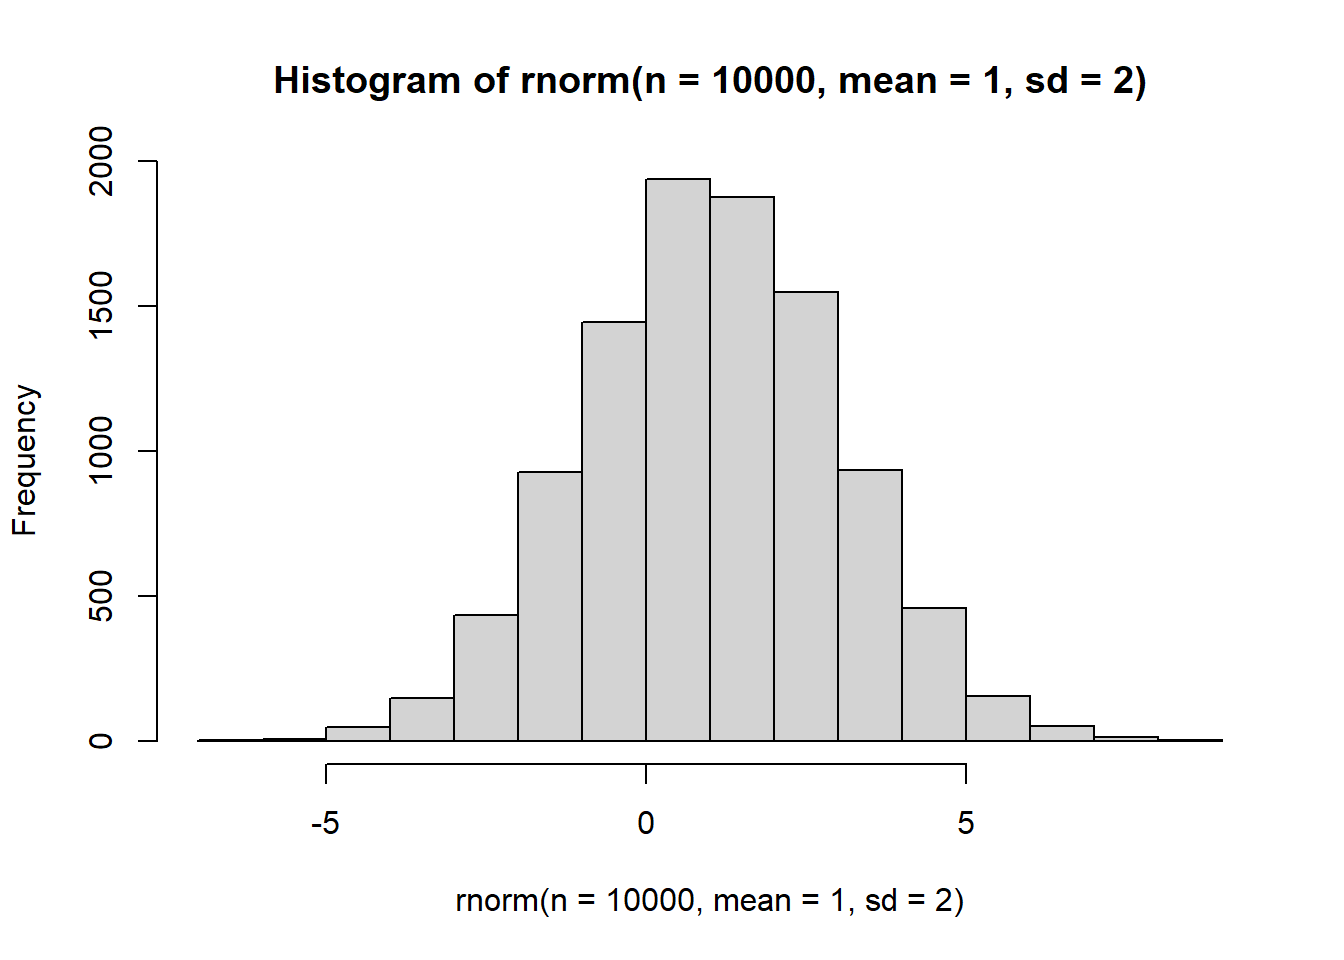 Histogram of rnorm(n = 10000, mean = 1, sd = 2)
2000
1500
1000
500
0
Frequency
-5 0 5
rnorm(n = 10000, mean = 1, sd = 2)